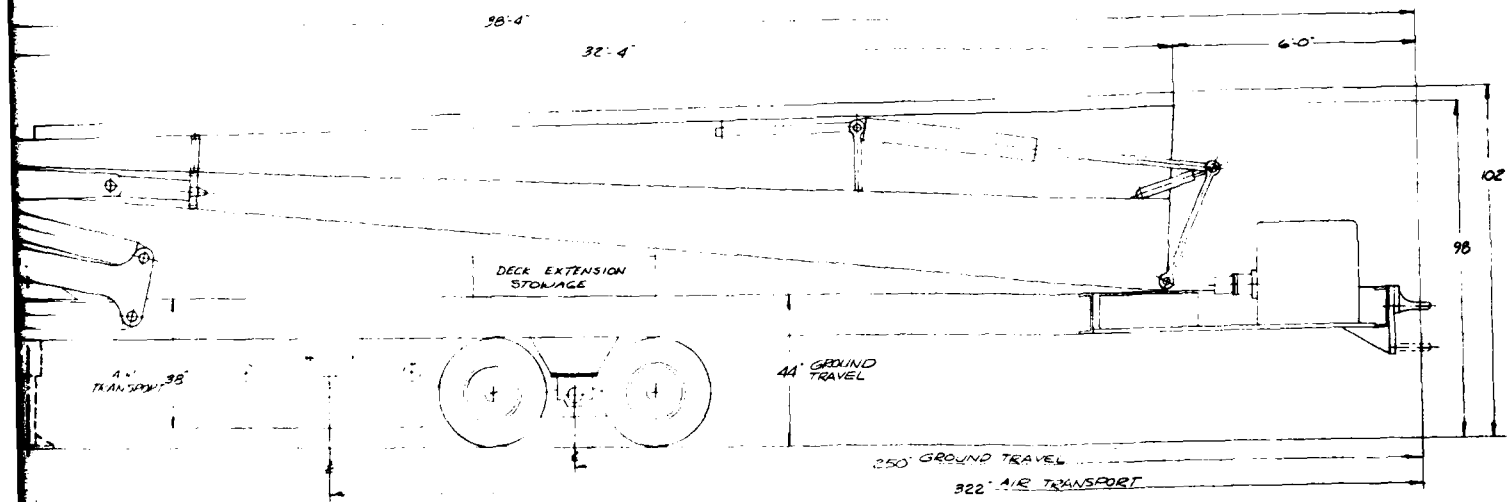 38'-4"
32'-4"
6'-0"
102
98
DECK EXTENSION
STOWAGE
TRANSPORT 38"
44" GROUND
TRAVEL
250" GROUND TRAVEL
322" AIR TRANSPORT